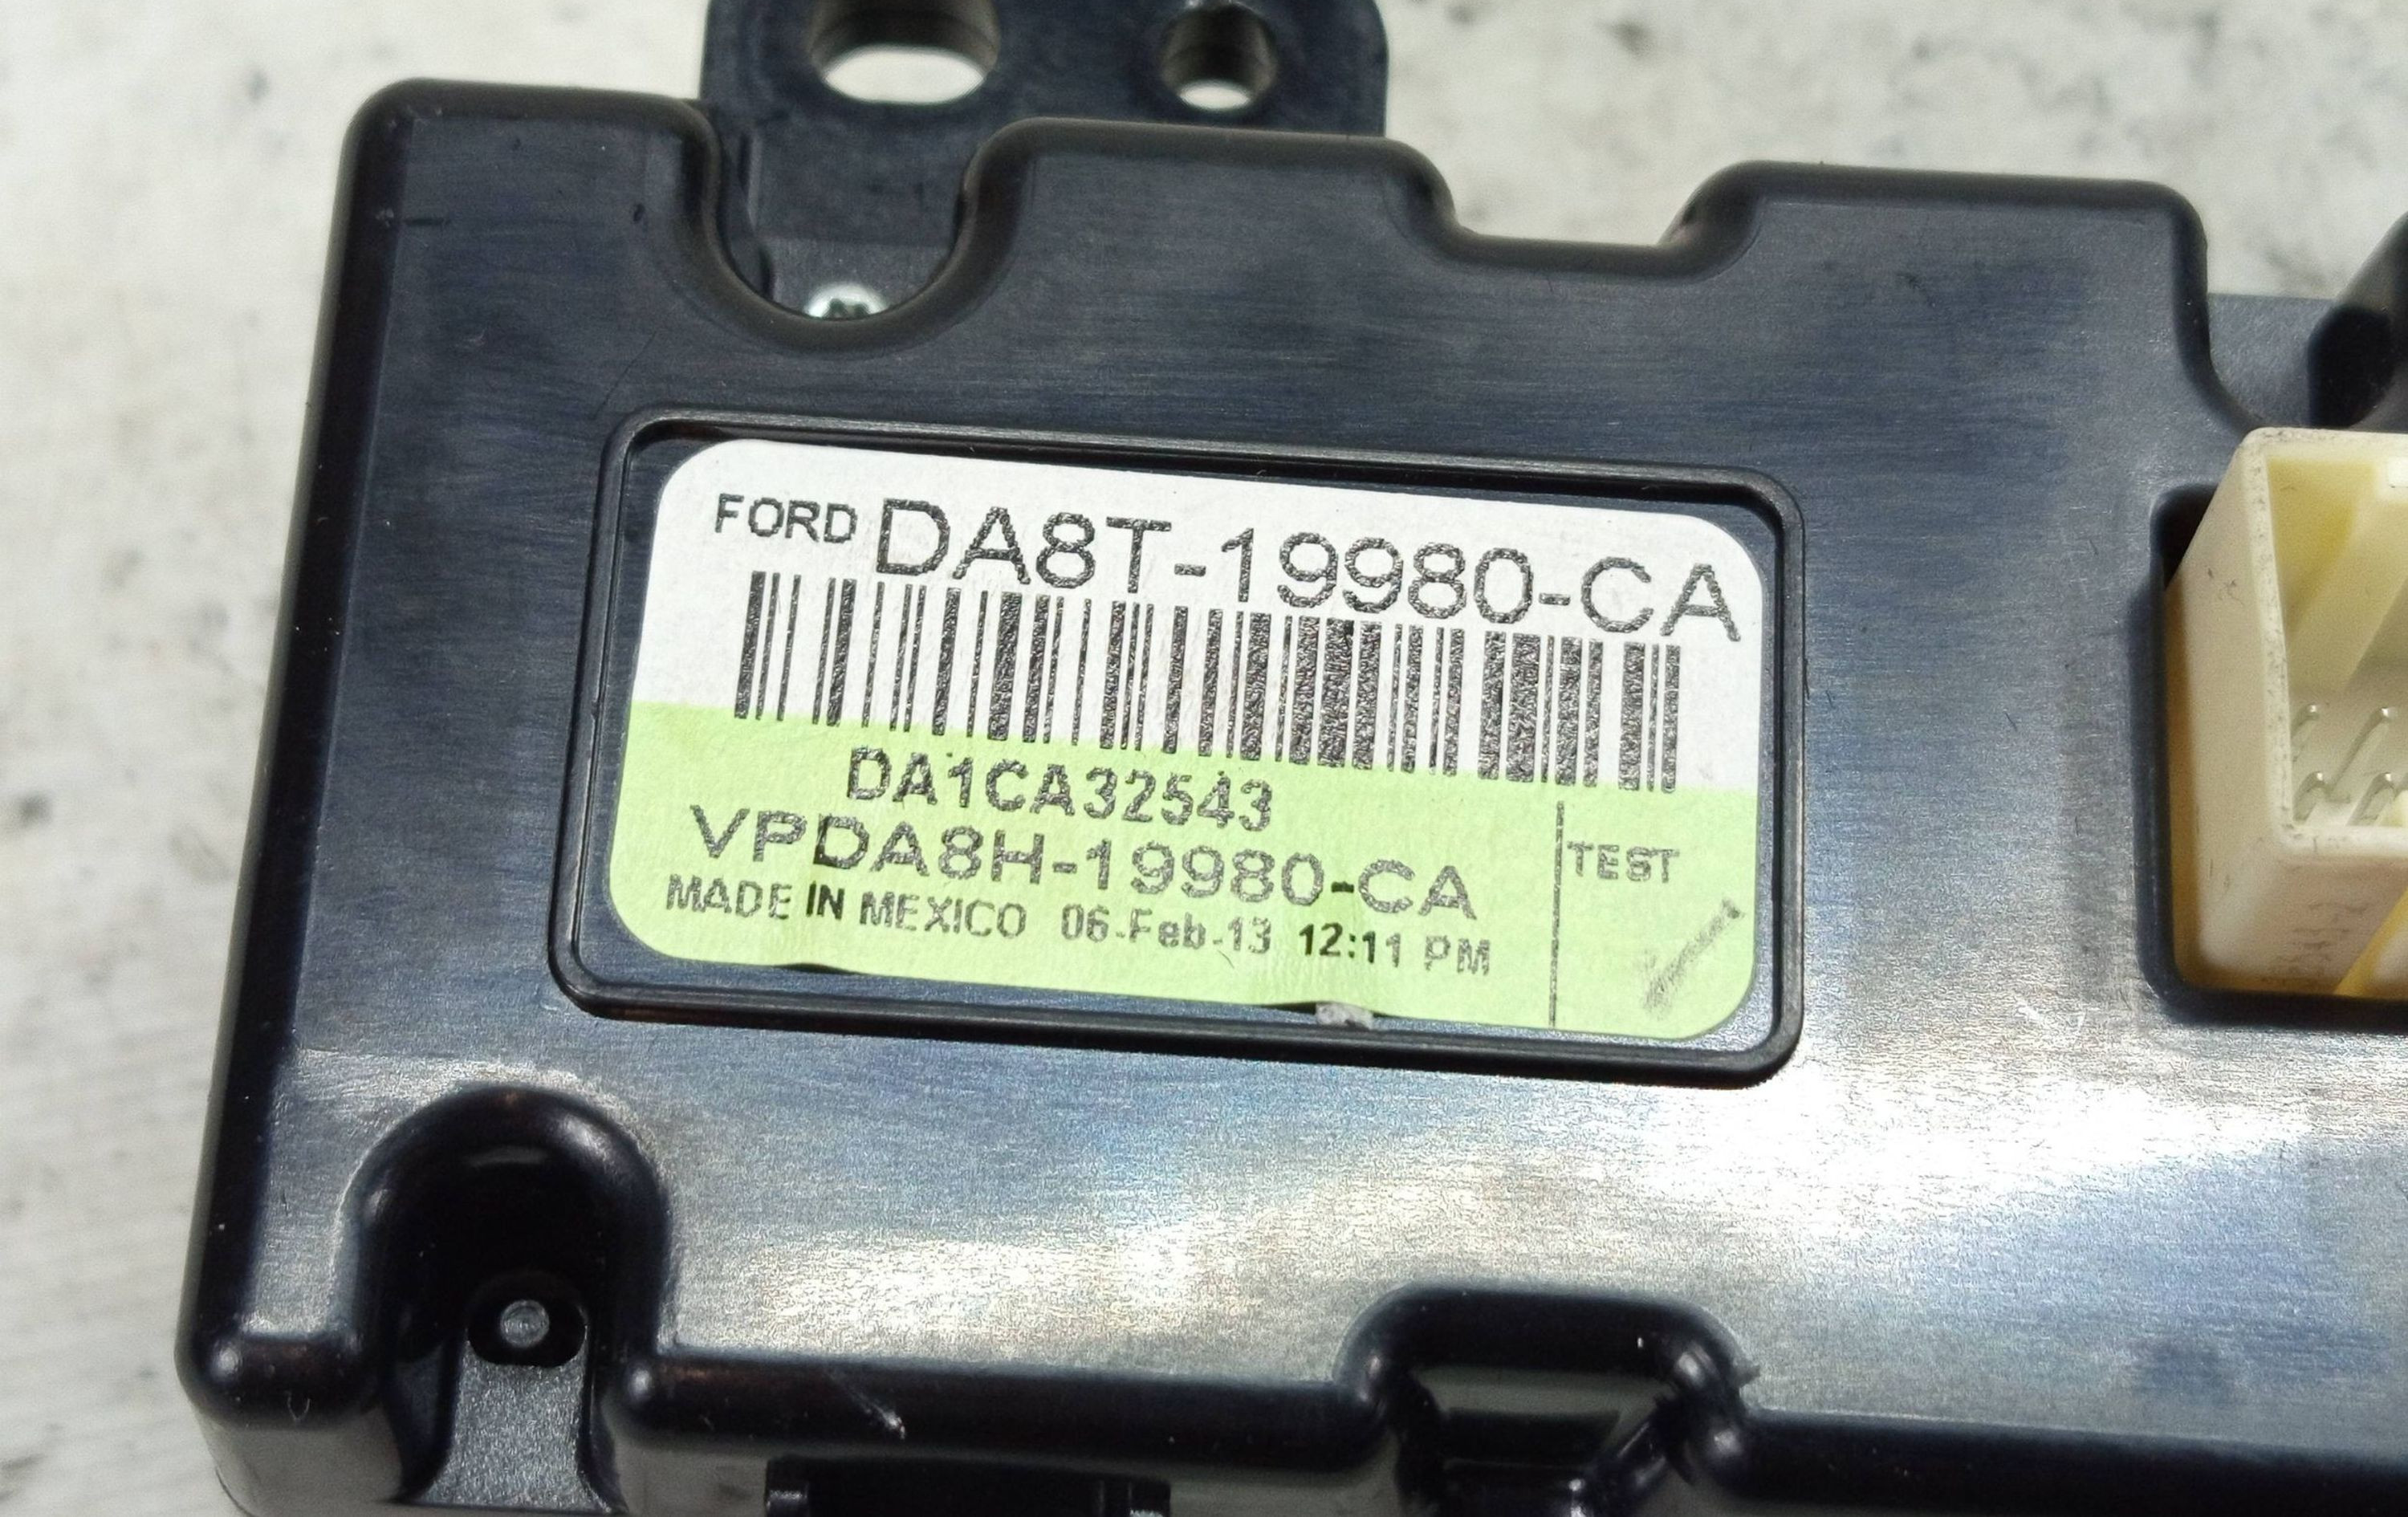 FORD DA8T-19980-CA
DA1CA32543
VPDA8H-19980-CA
MADE IN MEXICO 06-Feb-13 12:11 PM
TEST